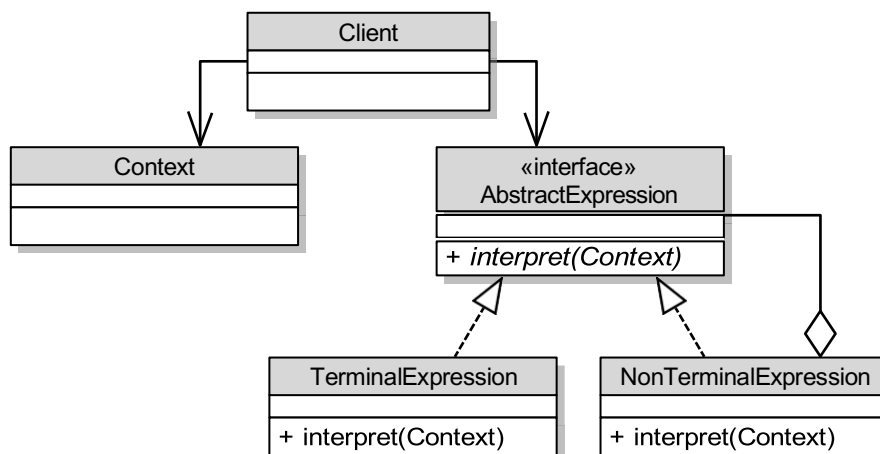 Client
Context
«interface»
AbstractExpression
+ interpret(Context)
TerminalExpression
NonTerminalExpression
+ interpret(Context)
+ interpret(Context)